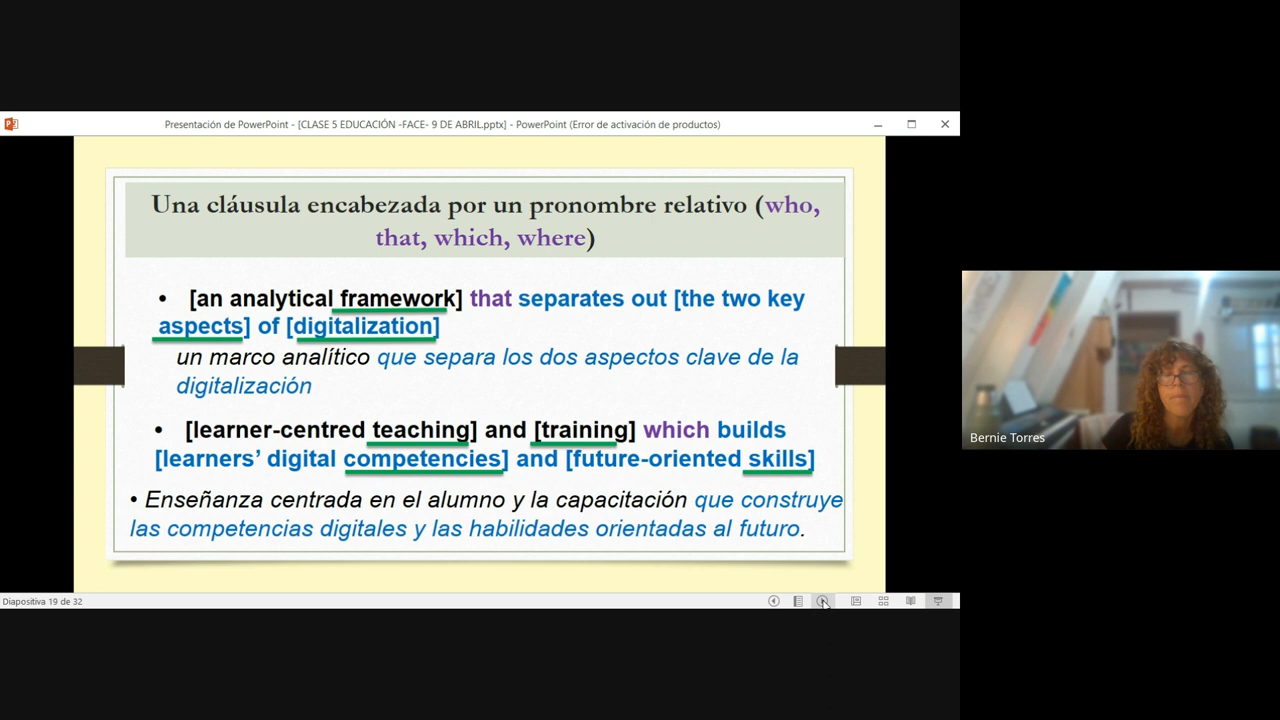 Presentación de PowerPoint - [CLASE 5 EDUCACIÓN -FACE- 9 DE ABRIL.pptx] - PowerPoint (Error de activación de productos)
Una cláusula encabezada por un pronombre relativo (who,
that, which, where)
• [an analytical framework] that separates out [the two key
aspects] of [digitalization]
un marco analítico que separa los dos aspectos clave de la
digitalización
• [learner-centred teaching] and [training] which builds
[learners’ digital competencies] and [future-oriented skills]
• Enseñanza centrada en el alumno y la capacitación que construye
las competencias digitales y las habilidades orientadas al futuro.
Bernie Torres
Diapositiva 19 de 32